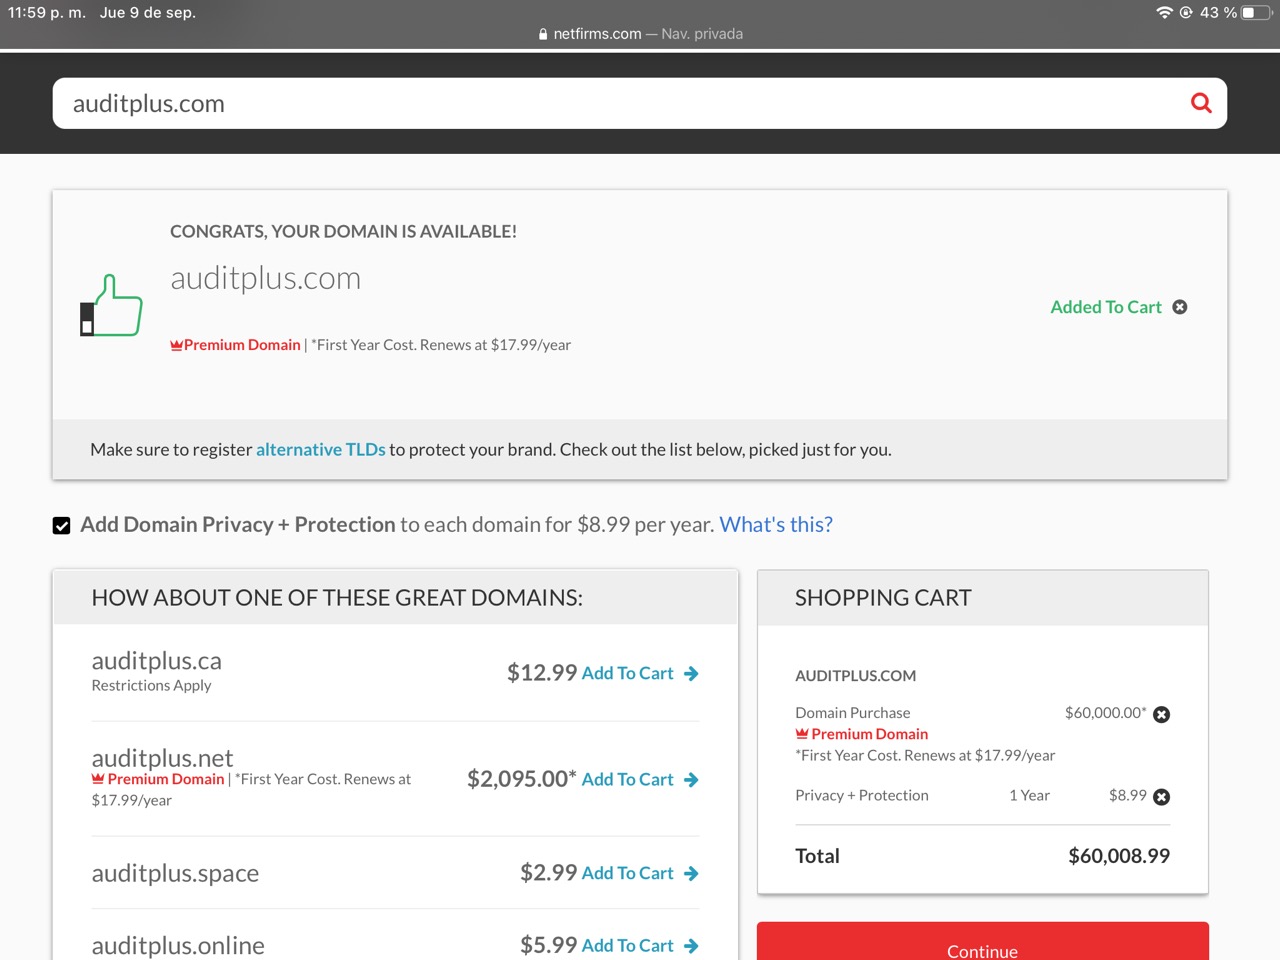 11:59 p. m. Jue 9 de sep.
43 %
netfirms.com — Nav. privada
auditplus.com
CONGRATS, YOUR DOMAIN IS AVAILABLE!
auditplus.com
Added To Cart
Premium Domain | *First Year Cost. Renews at $17.99/year
Make sure to register alternative TLDs to protect your brand. Check out the list below, picked just for you.
Add Domain Privacy + Protection to each domain for $8.99 per year. What's this?
HOW ABOUT ONE OF THESE GREAT DOMAINS:
auditplus.ca
Restrictions Apply
$12.99 Add To Cart
auditplus.net
Premium Domain | *First Year Cost. Renews at
$17.99/year
$2,095.00* Add To Cart
auditplus.space
$2.99 Add To Cart
auditplus.online
$5.99 Add To Cart
SHOPPING CART
AUDITPLUS.COM
Domain Purchase $60,000.00*
Premium Domain
*First Year Cost. Renews at $17.99/year
Privacy + Protection 1 Year $8.99
Total $60,008.99
Continue